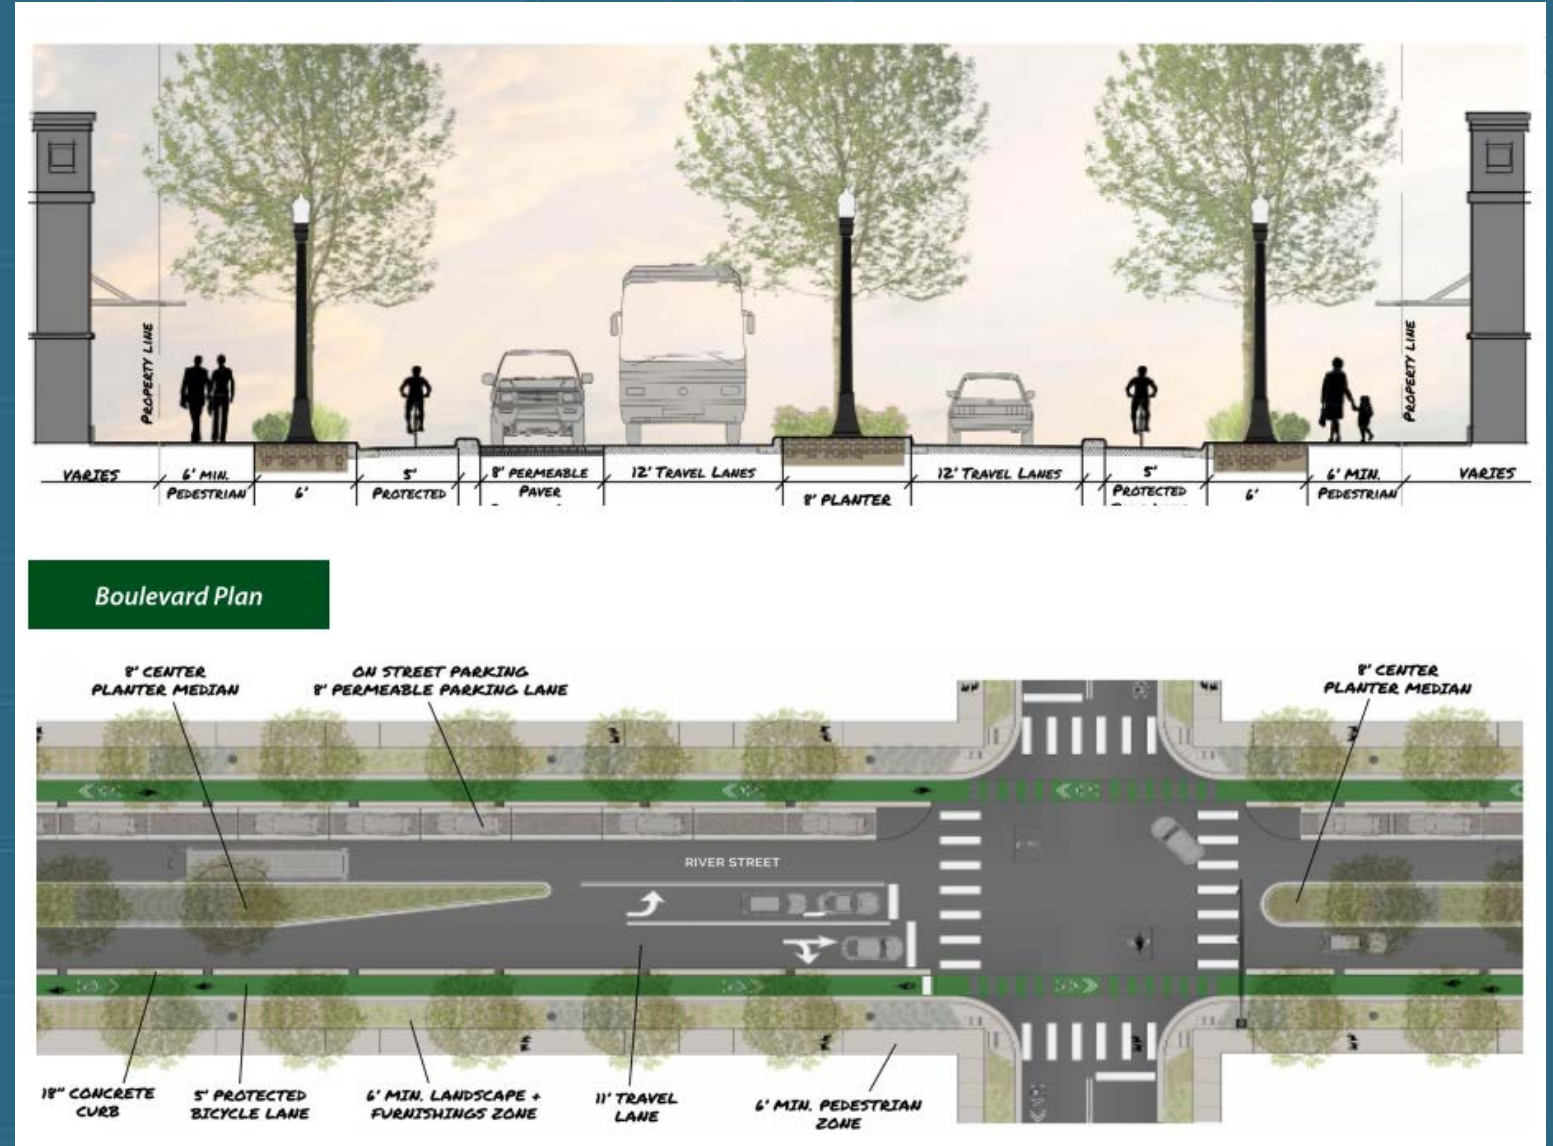 PROPERTY LINE
PROPERTY LINE
VARIES
6' MIN.
PEDESTRIAN
6'
5'
PROTECTED
8' PERMEABLE
PAVER
12' TRAVEL LANES
8' PLANTER
12' TRAVEL LANES
5'
PROTECTED
6'
6' MIN.
PEDESTRIAN
VARIES
Boulevard Plan
8' CENTER
PLANTER MEDIAN
ON STREET PARKING
8' PERMEABLE PARKING LANE
8' CENTER
PLANTER MEDIAN
RIVER STREET
18" CONCRETE
CURB
5' PROTECTED
BICYCLE LANE
6' MIN. LANDSCAPE +
FURNISHINGS ZONE
11' TRAVEL
LANE
6' MIN. PEDESTRIAN
ZONE